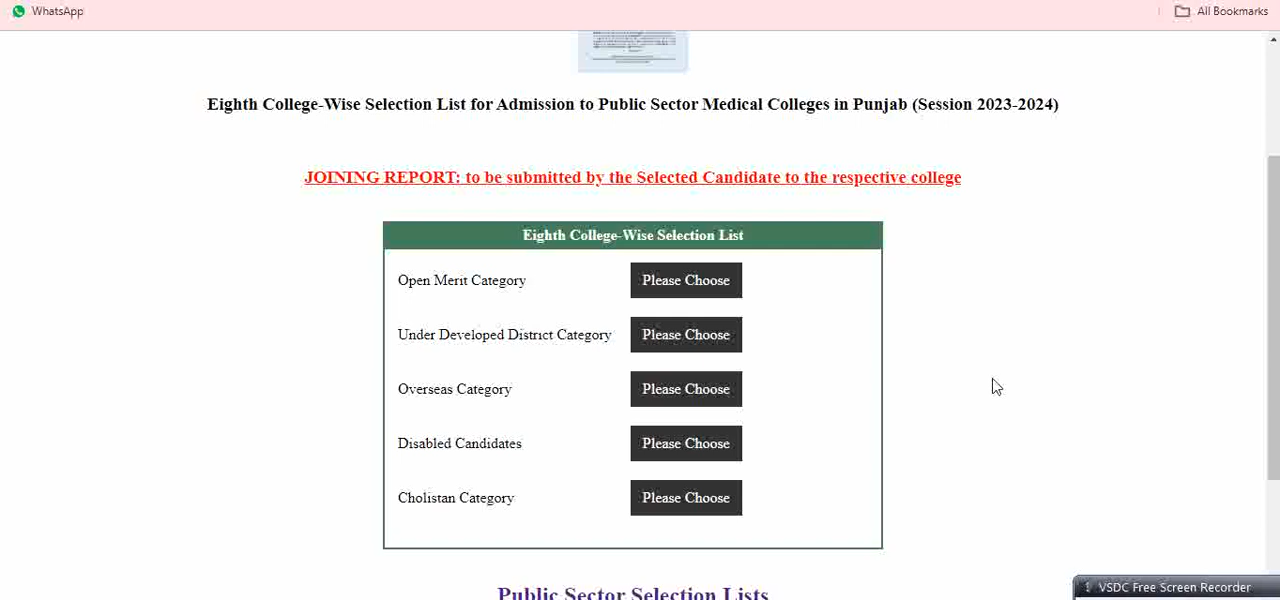 WhatsApp
All Bookmarks
Eighth College-Wise Selection List for Admission to Public Sector Medical Colleges in Punjab (Session 2023-2024)
JOINING REPORT: to be submitted by the Selected Candidate to the respective college
Eighth College-Wise Selection List
Open Merit Category Please Choose
Under Developed District Category Please Choose
Overseas Category Please Choose
Disabled Candidates Please Choose
Cholistan Category Please Choose
Public Sector Selection Lists
VSDC Free Screen Recorder